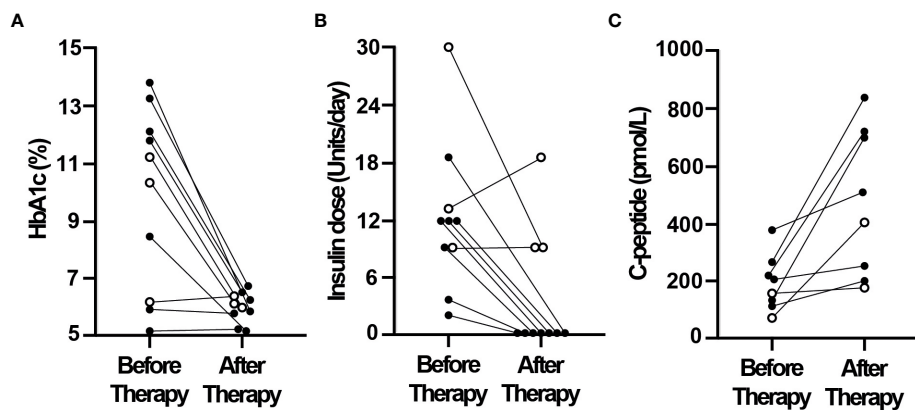 A
HbA1c (%)
15
13
11
9
7
5
Before
Therapy
After
Therapy
B
Insulin dose (Units/day)
30
24
18
12
6
0
Before
Therapy
After
Therapy
C
C-peptide (pmol/L)
1000
800
600
400
200
0
Before
Therapy
After
Therapy